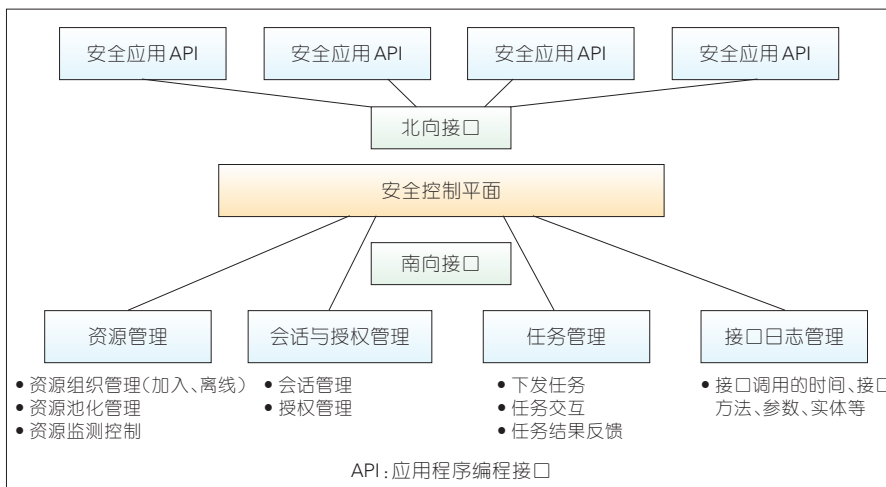 安全应用API
安全应用API
安全应用API
安全应用API
北向接口
安全控制平面
南向接口
资源管理
会话与授权管理
任务管理
接口日志管理
• 资源组织管理(加入、离线)
• 资源池化管理
• 资源监测控制
• 会话管理
• 授权管理
• 下发任务
• 任务交互
• 任务结果反馈
• 接口调用的时间、接口
方法、参数、实体等
API:应用程序编程接口